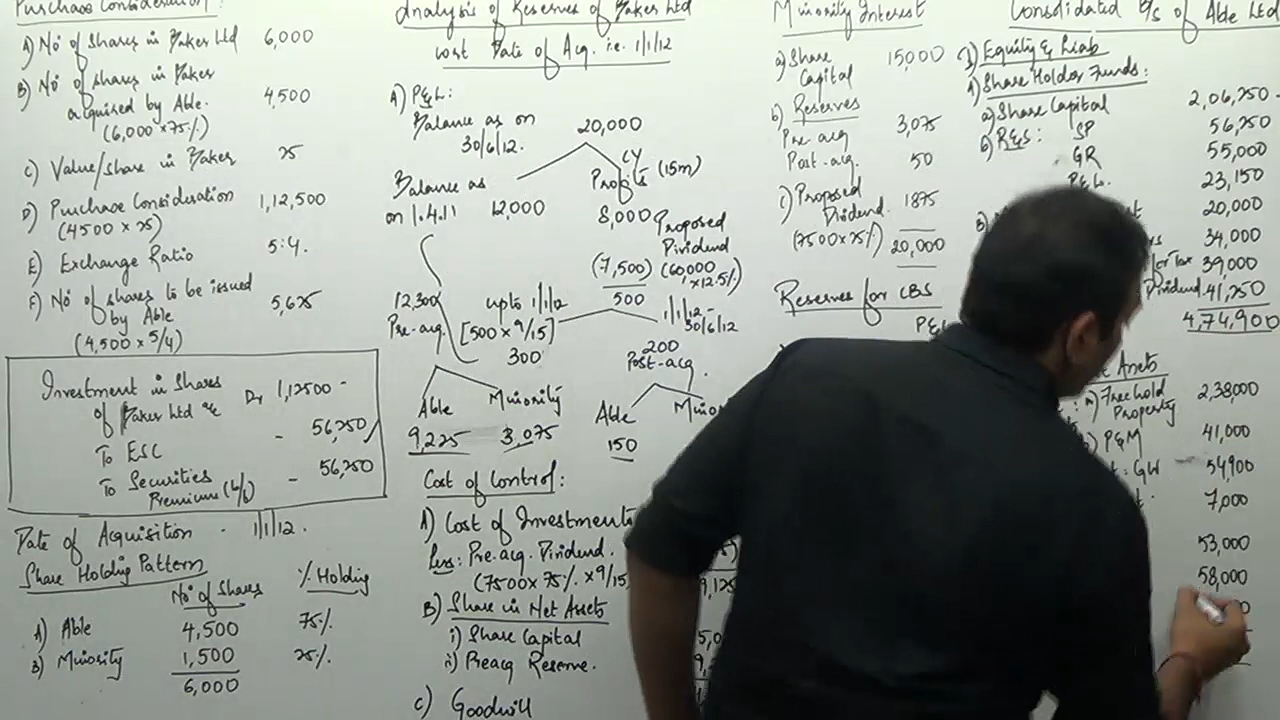 Purchase Consideration:
A) No of Shares in Baker Ltd 6,000
B) No of shares in Baker
acquired by Able. 4,500
(6,000 x 75%)
C) Value/share in Baker 25
D) Purchase Consideration 1,12,500
(4500 x 25)
E) Exchange Ratio 5:4.
F) No of Shares to be issued
by Able 5,625
(4,500 x 5/4)
Investment in Shares
of Baker Ltd a/c Dr 1,12500 -
To ESC - 56,250
To Securities
Premium (b/f) - 56,250
Date of Acquisition - 1/1/12.
Share Holding Pattern
No of Shares % Holding
A) Able 4,500 75%
B) Minority 1,500 25%
6,000
Analysis of Reserves of Baker Ltd
wrt Date of Acq. i.e. 1/1/12
A) P&L:
Balance as on
30/6/12. 20,000
Balance as
on 1.4.11 12,000
CY
Profits (15m)
8,000
Proposed
Dividend
(7,500) (60000
x12.5%)
500
12,300
Pre-acq.
upto 1/1/12
[500 x 9/15]
300
1/1/12-
30/6/12
200
Post-acq
Able Minority
9,225 3,075
Able
150
Cost of Control:
A) Cost of Investments
Less: Pre-acq. Dividend.
(7500 x 75% x 9/15
B) Share in Net Assets
i) Share Capital
ii) Preacq Reserve.
C) Goodwill
Minority Interest
a) Share
Capital 15,000
b) Reserves
Pre-acq 3,075
Post-acq. 50
c) Proposed
Dividend 1875
(7500 x 25%)
20,000
Reserves for CBS
P&L
Consolidated B/S of Able Ltd
I) Equity & Liab
A) Share Holder Funds:
a) Share Capital 2,06,250
b) R&S: SP 56,250
GR 55,000
P&L. 23,150
20,000
34,000
for Tax 39,000
Dividend 41,250
4,74,900
Assets
a) Freehold
Property 2,38,000
b) P&M 41,000
: GW 54,900
7,000
53,000
58,000